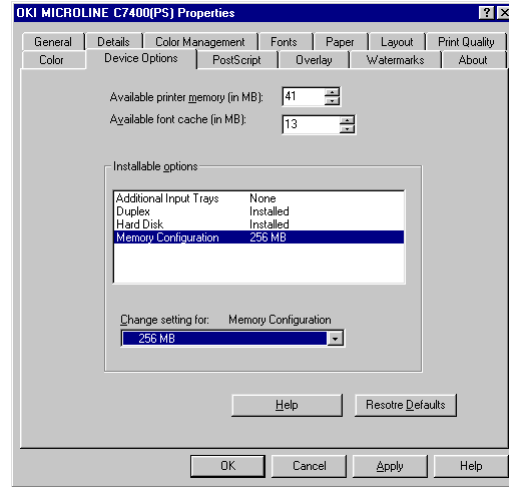 OKI MICROLINE C7400(PS) Properties
General Details Color Management Fonts Paper Layout Print Quality
Color Device Options PostScript Overlay Watermarks About
Available printer memory (in MB): 41
Available font cache (in MB): 13
Installable options
Additional Input Trays None
Duplex Installed
Hard Disk Installed
Memory Configuration 256 MB
Change setting for: Memory Configuration
256 MB
Help Resotre Defaults
OK Cancel Apply Help